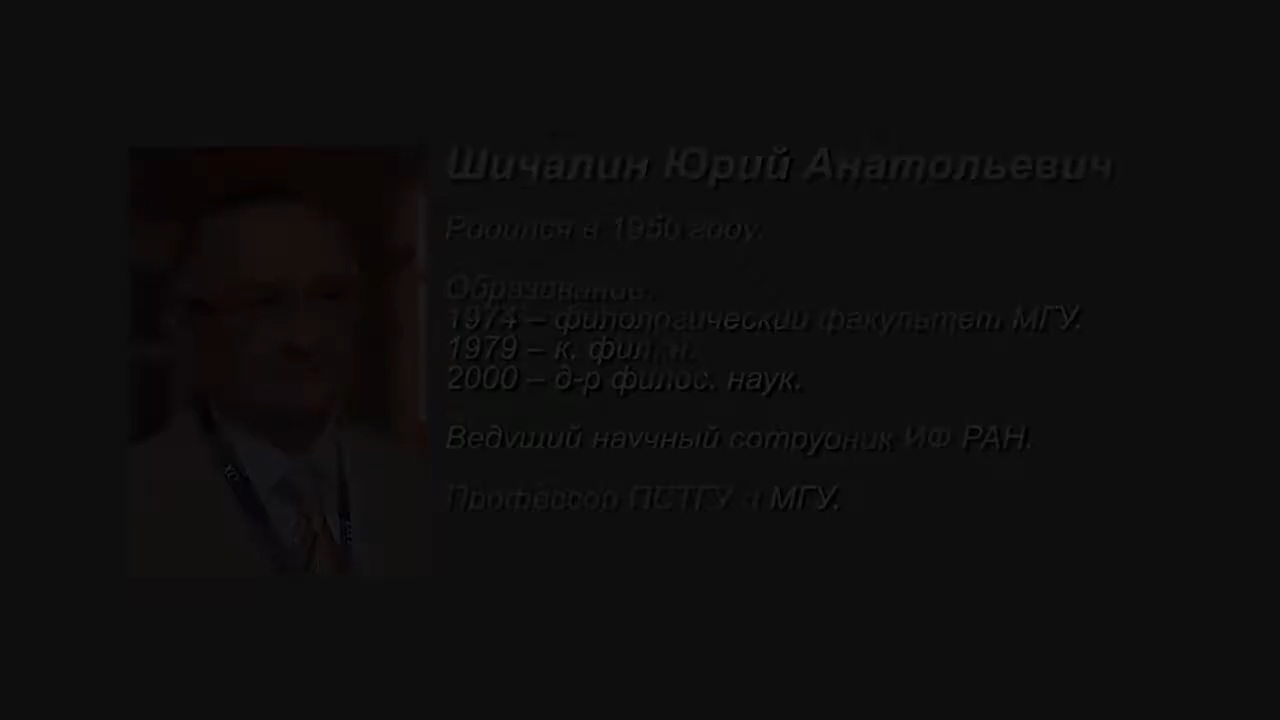 Шичалин Юрий Анатольевич
Родился в 1950 году.
Образование:
1974 – филологический факультет МГУ.
1979 – к. фил. н.
2000 – д-р филос. наук.
Ведущий научный сотрудник ИФ РАН.
Профессор ПСТГУ и МГУ.